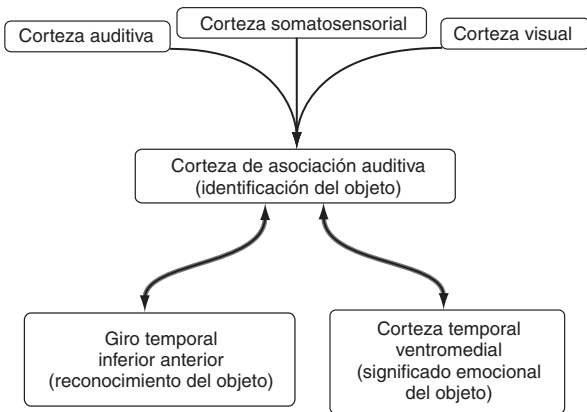 Corteza auditiva
Corteza somatosensorial
Corteza visual
Corteza de asociación auditiva
(identificación del objeto)
Giro temporal
inferior anterior
(reconocimiento del objeto)
Corteza temporal
ventromedial
(significado emocional
del objeto)